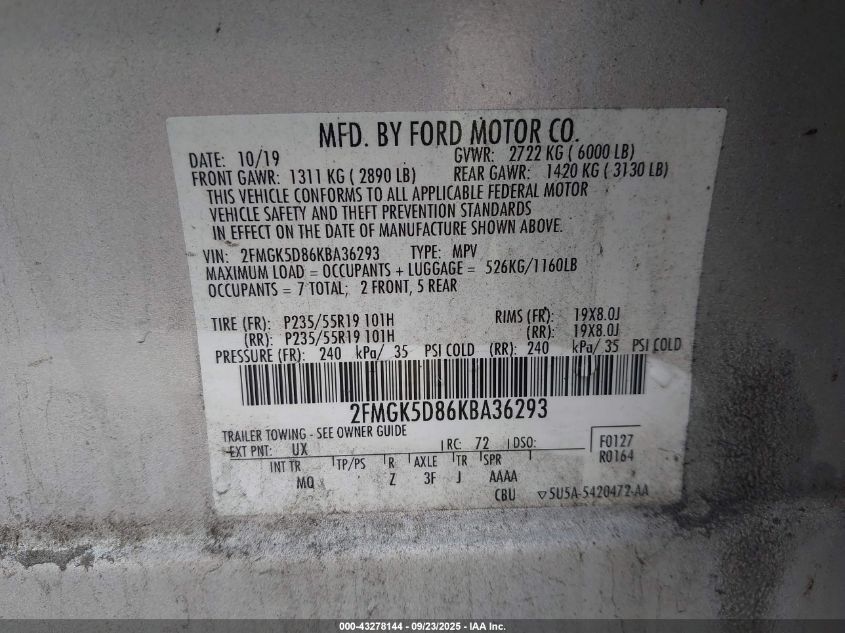 MFD. BY FORD MOTOR CO.
DATE: 10/19 GVWR: 2722 KG ( 6000 LB)
FRONT GAWR: 1311 KG ( 2890 LB) REAR GAWR: 1420 KG ( 3130 LB)
THIS VEHICLE CONFORMS TO ALL APPLICABLE FEDERAL MOTOR
VEHICLE SAFETY AND THEFT PREVENTION STANDARDS
IN EFFECT ON THE DATE OF MANUFACTURE SHOWN ABOVE.
VIN: 2FMGK5D86KBA36293 TYPE: MPV
MAXIMUM LOAD = OCCUPANTS + LUGGAGE = 526KG/1160LB
OCCUPANTS = 7 TOTAL; 2 FRONT, 5 REAR
TIRE (FR): P235/55R19 101H RIMS (FR): 19X8.0J
(RR): P235/55R19 101H (RR): 19X8.0J
PRESSURE (FR): 240 kPa/ 35 PSI COLD (RR): 240 kPa/ 35 PSI COLD
2FMGK5D86KBA36293
TRAILER TOWING - SEE OWNER GUIDE
EXT PNT: UX RC: 72 DSO: F0127
INT TR TP/PS R AXLE TR SPR R0164
MQ Z 3F J AAAA
CBU ▽5U5A-5420472-AA
000-43278144 - 09/23/2025 - IAA Inc.